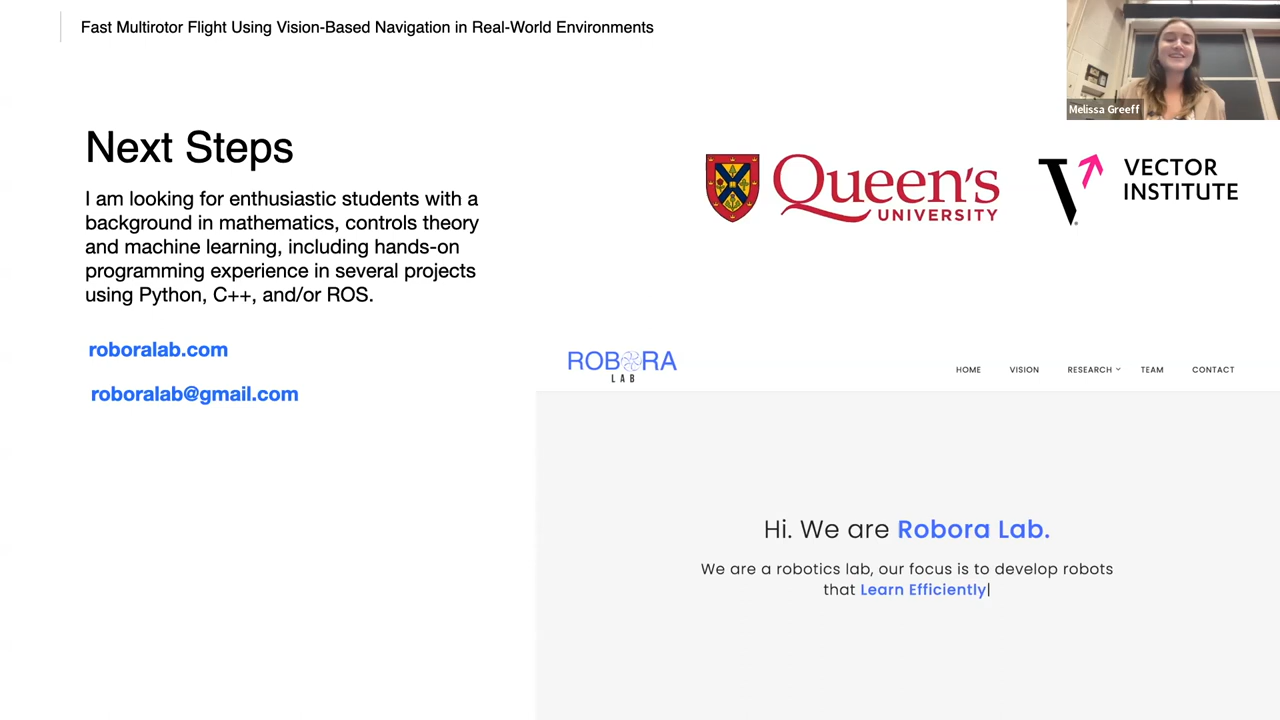 Fast Multirotor Flight Using Vision-Based Navigation in Real-World Environments
Melissa Greeff
Next Steps
I am looking for enthusiastic students with a
background in mathematics, controls theory
and machine learning, including hands-on
programming experience in several projects
using Python, C++, and/or ROS.
roboralab.com
roboralab@gmail.com
Queen's
UNIVERSITY
VECTOR
INSTITUTE
ROBORA
LAB
HOME VISION RESEARCH TEAM CONTACT
Hi. We are Robora Lab.
We are a robotics lab, our focus is to develop robots
that Learn Efficiently|